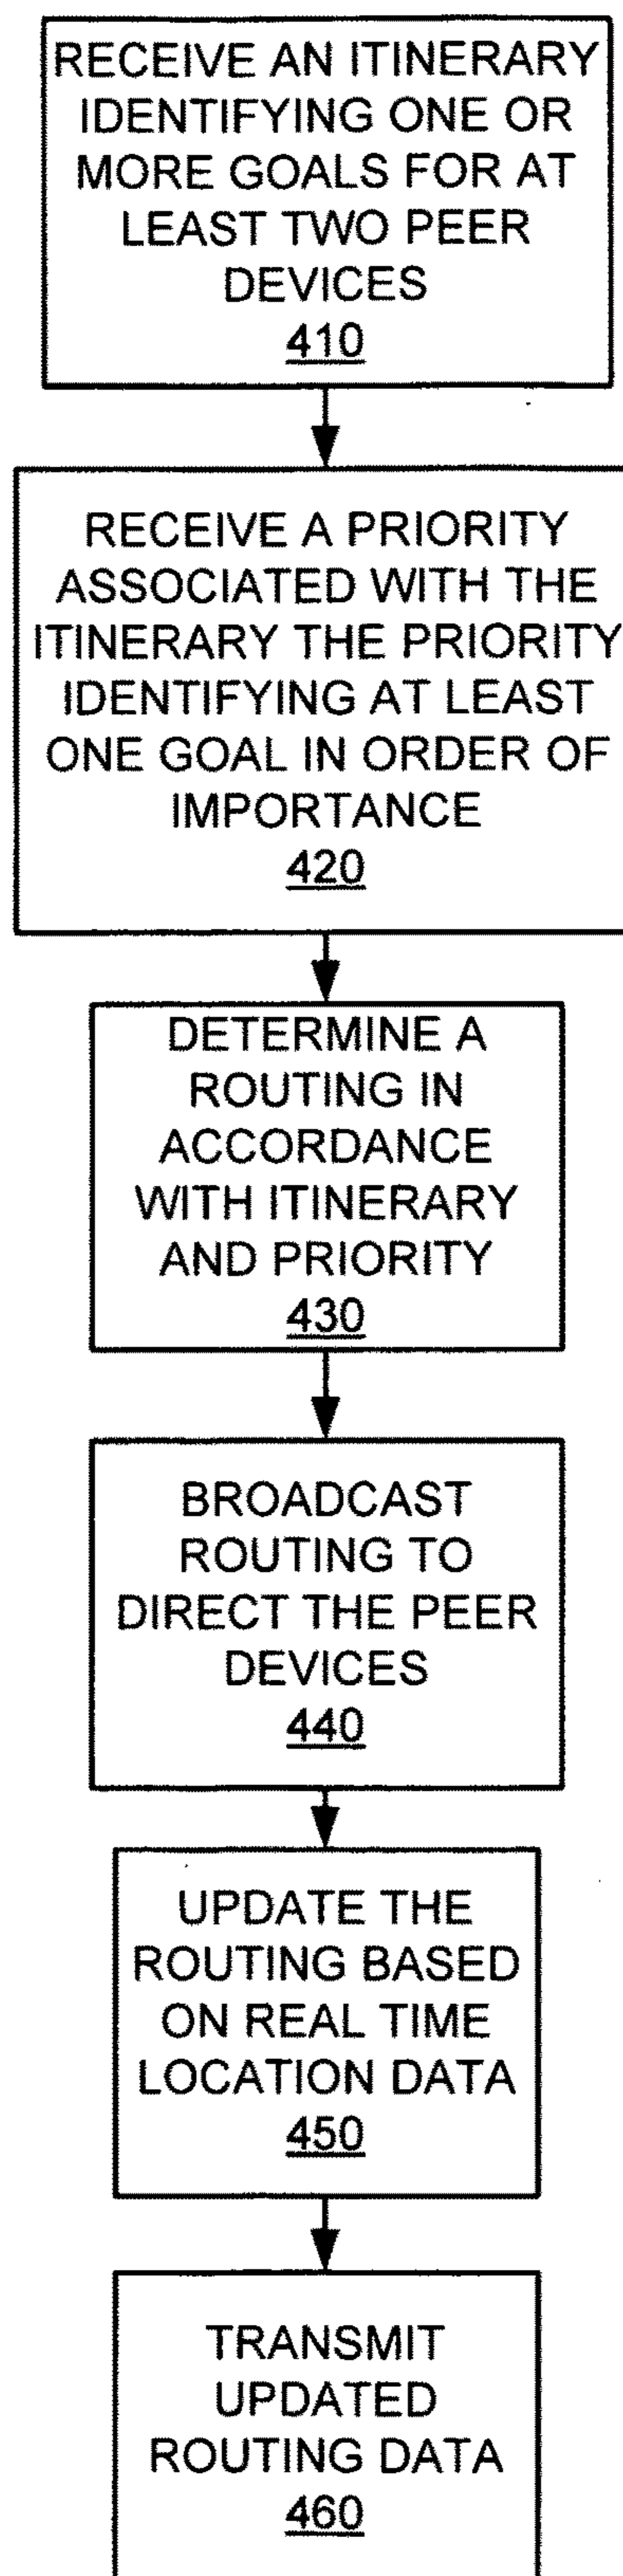 RECEIVE AN ITINERARY
IDENTIFYING ONE OR
MORE GOALS FOR AT
LEAST TWO PEER
DEVICES
410
RECEIVE A PRIORITY
ASSOCIATED WITH THE
ITINERARY THE PRIORITY
IDENTIFYING AT LEAST
ONE GOAL IN ORDER OF
IMPORTANCE
420
DETERMINE A
ROUTING IN
ACCORDANCE
WITH ITINERARY
AND PRIORITY
430
BROADCAST
ROUTING TO
DIRECT THE PEER
DEVICES
440
UPDATE THE
ROUTING BASED
ON REAL TIME
LOCATION DATA
450
TRANSMIT
UPDATED
ROUTING DATA
460